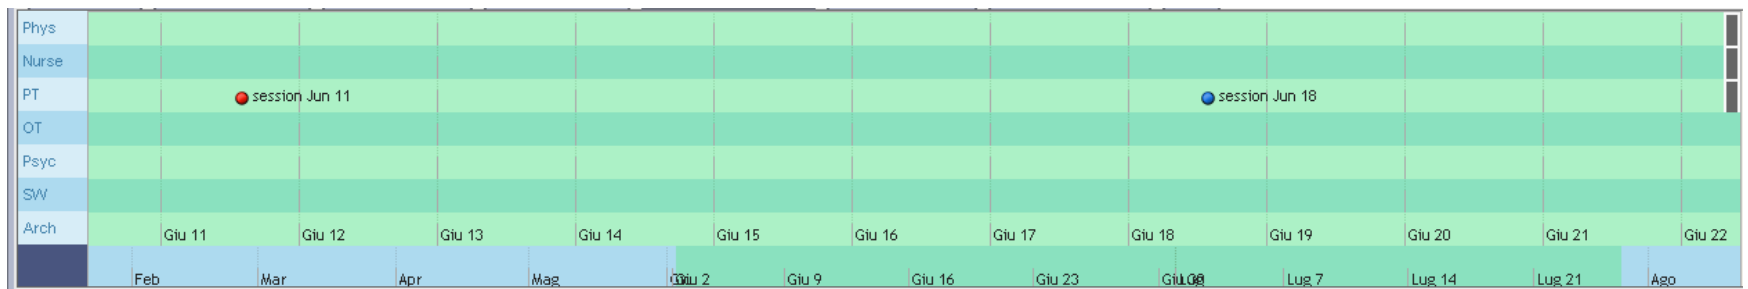 Phys
Nurse
PT
session Jun 11
session Jun 18
OT
Psyc
SW
Arch
Giu 11
Giu 12
Giu 13
Giu 14
Giu 15
Giu 16
Giu 17
Giu 18
Giu 19
Giu 20
Giu 21
Giu 22
Feb
Mar
Apr
Mag
Giu 2
Giu 9
Giu 16
Giu 23
Lug 7
Lug 14
Lug 21
Ago